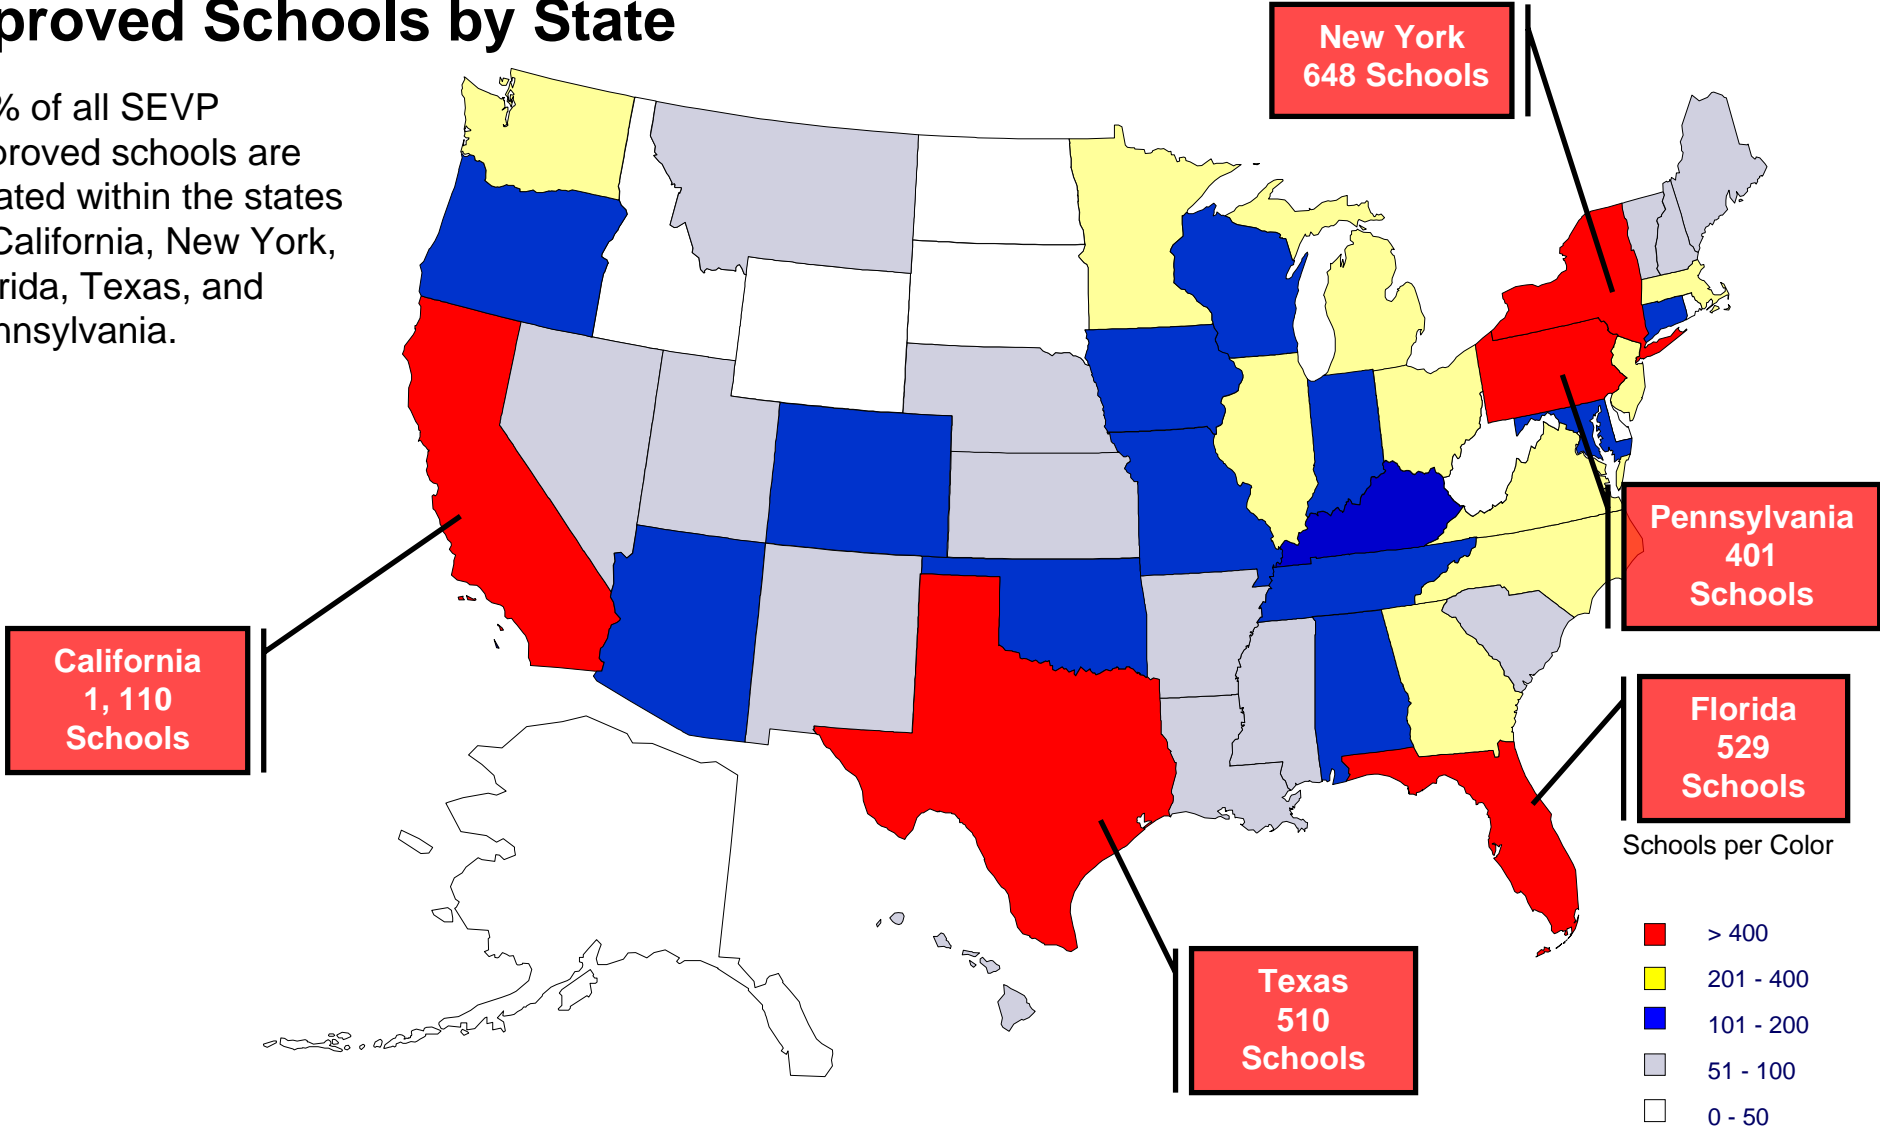 proved Schools by State
% of all SEVP
proved schools are
ated within the states
California, New York,
rida, Texas, and
nnsylvania.
New York
648 Schools
Pennsylvania
401
Schools
California
1, 110
Schools
Florida
529
Schools
Texas
510
Schools
Schools per Color
> 400
201 - 400
101 - 200
51 - 100
0 - 50